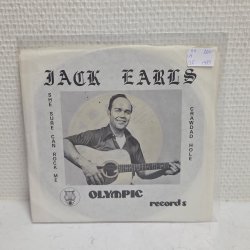 JACK EARLS
SHE SURE CAN ROCK ME
CRAWDAD HOLE
OLYMPIC
records